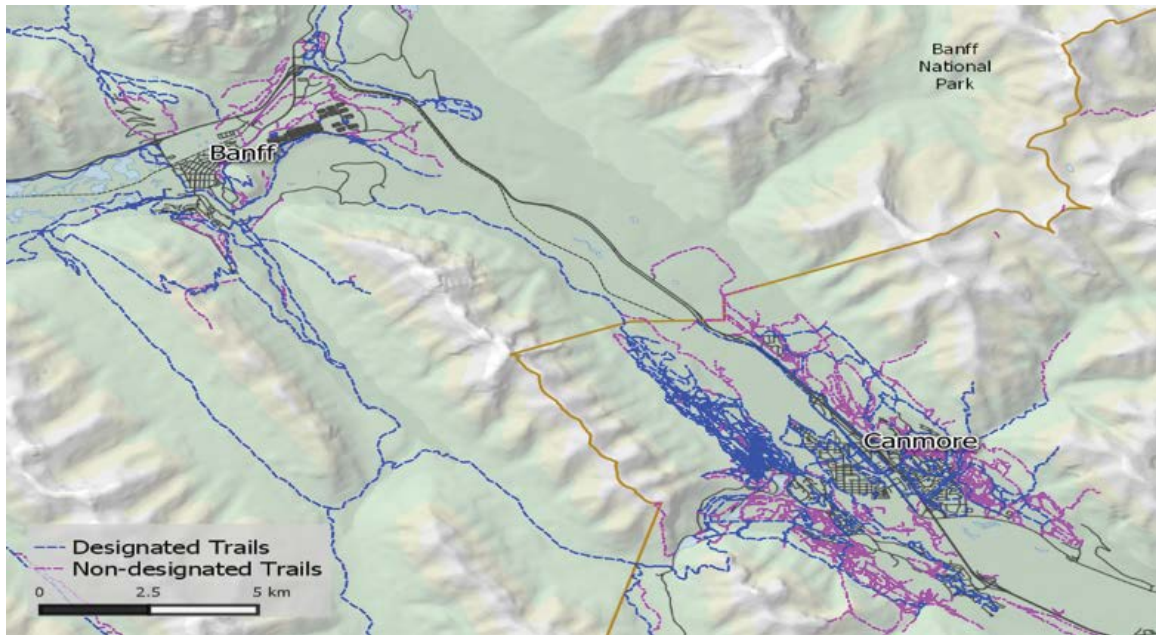 Banff
National
Park
Banff
Canmore
Designated Trails
Non-designated Trails
0 2.5 5 km